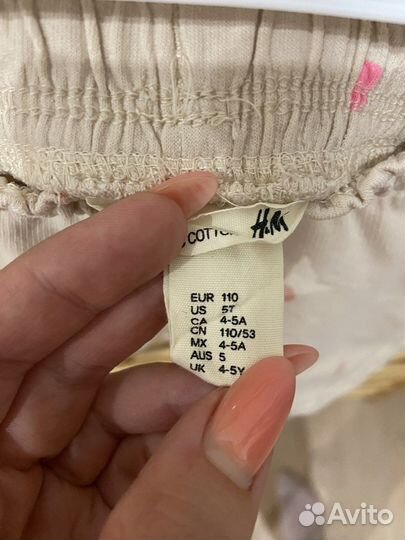 COTTON H&M
EUR 110
US 5T
CA 4-5A
CN 110/53
MX 4-5A
AUS 5
UK 4-5Y
Avito